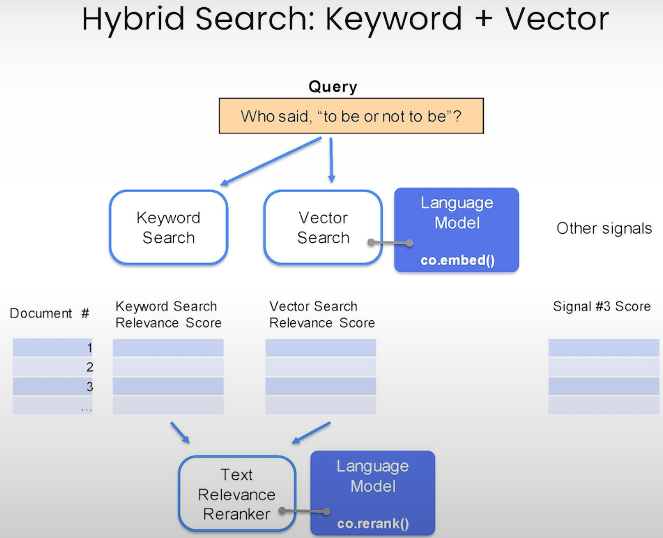 Hybrid Search: Keyword + Vector
Query
Who said, “to be or not to be”?
Keyword
Search
Vector
Search
Language
Model
co.embed()
Other signals
Document #
Keyword Search
Relevance Score
Vector Search
Relevance Score
Signal #3 Score
1
2
3
...
Text
Relevance
Reranker
Language
Model
co.rerank()